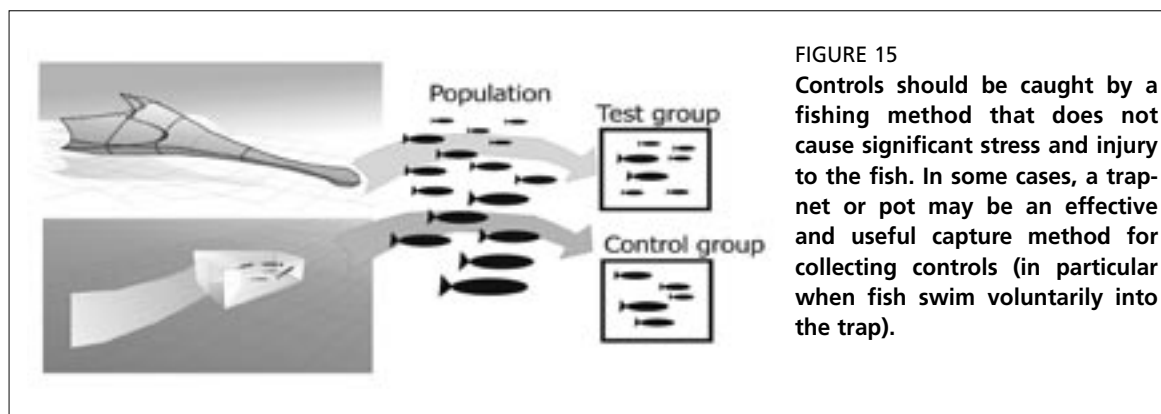 Population
Test group
Control group
FIGURE 15
Controls should be caught by a
fishing method that does not
cause significant stress and injury
to the fish. In some cases, a trap-
net or pot may be an effective
and useful capture method for
collecting controls (in particular
when fish swim voluntarily into
the trap).